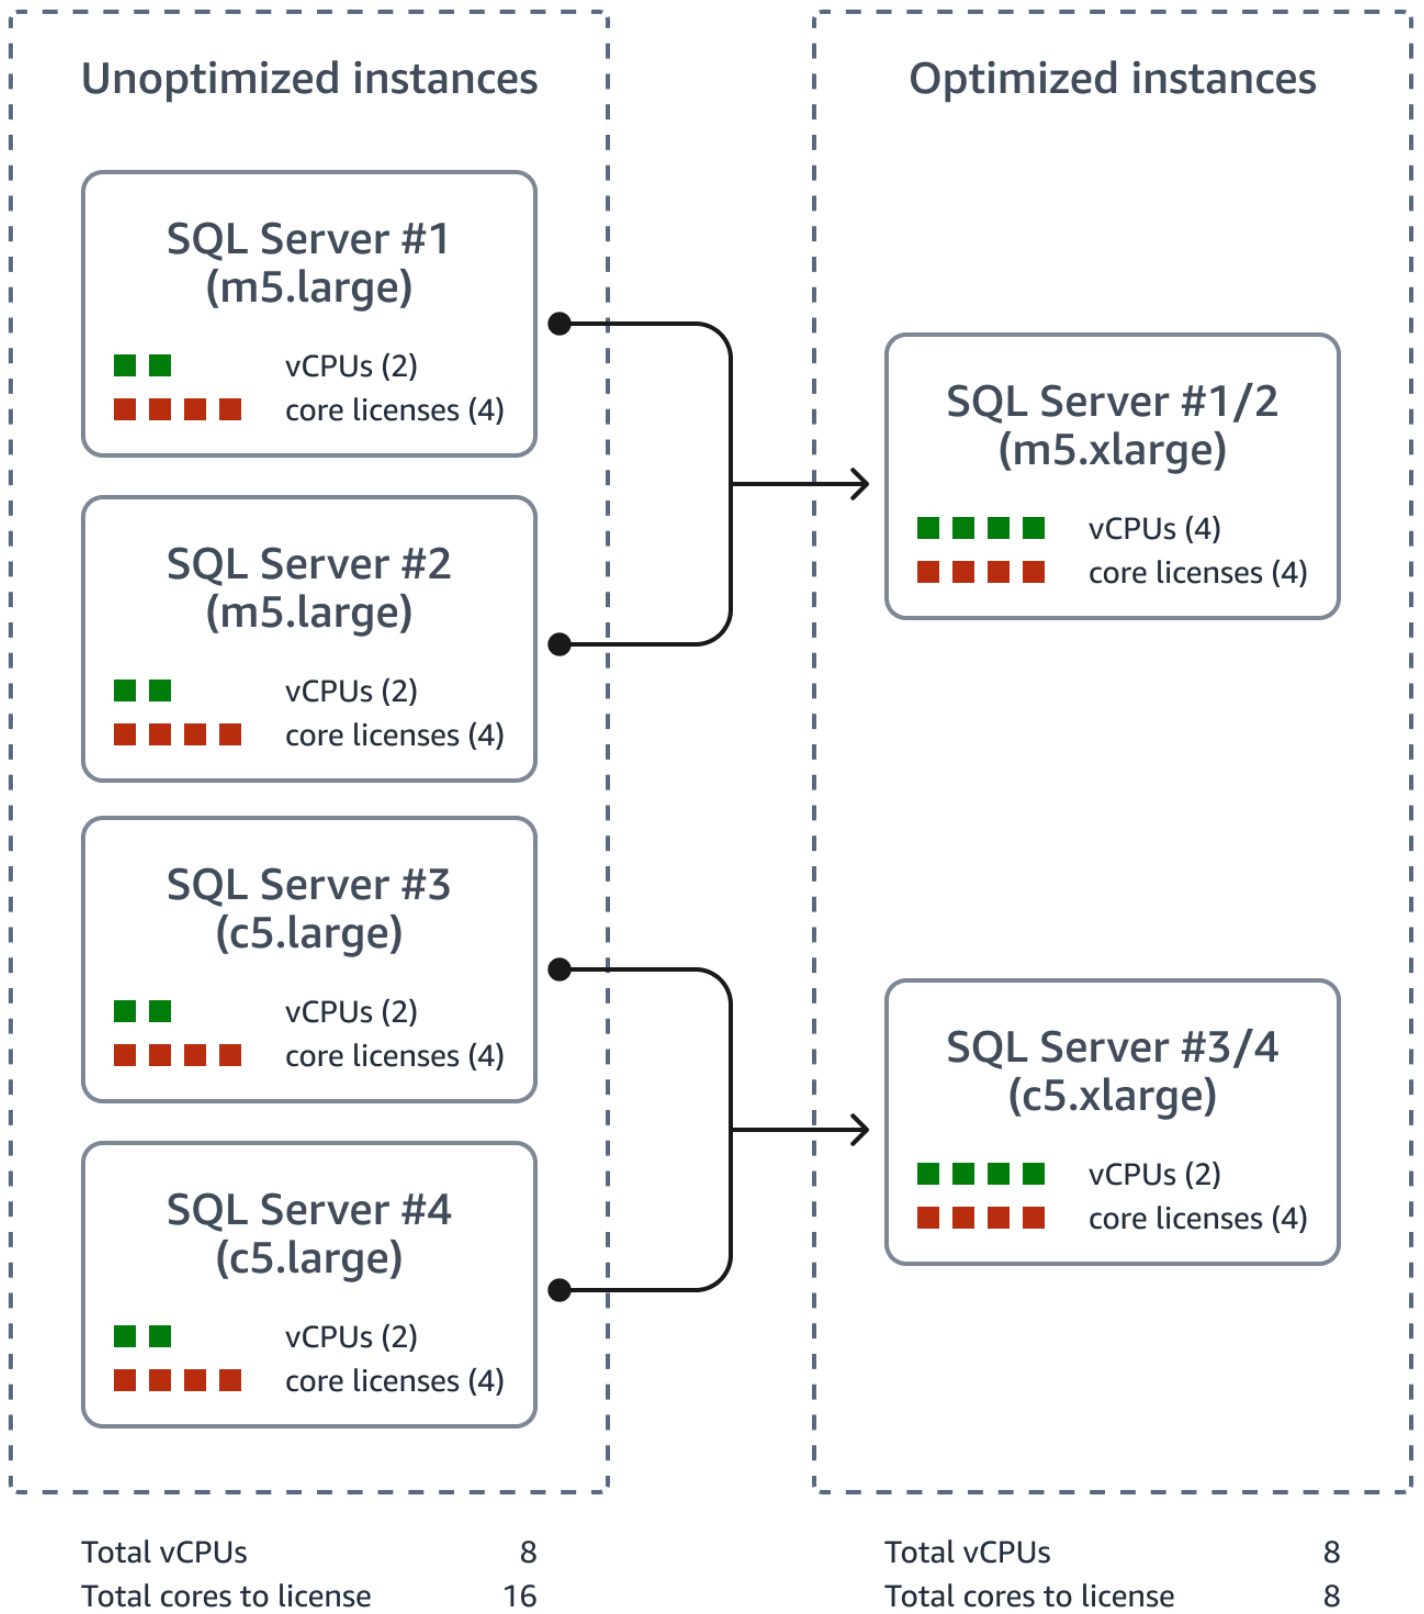 Unoptimized instances
SQL Server #1
(m5.large)
vCPUs (2)
core licenses (4)
SQL Server #2
(m5.large)
vCPUs (2)
core licenses (4)
SQL Server #3
(c5.large)
vCPUs (2)
core licenses (4)
SQL Server #4
(c5.large)
vCPUs (2)
core licenses (4)
Total vCPUs 8
Total cores to license 16
Optimized instances
SQL Server #1/2
(m5.xlarge)
vCPUs (4)
core licenses (4)
SQL Server #3/4
(c5.xlarge)
vCPUs (2)
core licenses (4)
Total vCPUs 8
Total cores to license 8